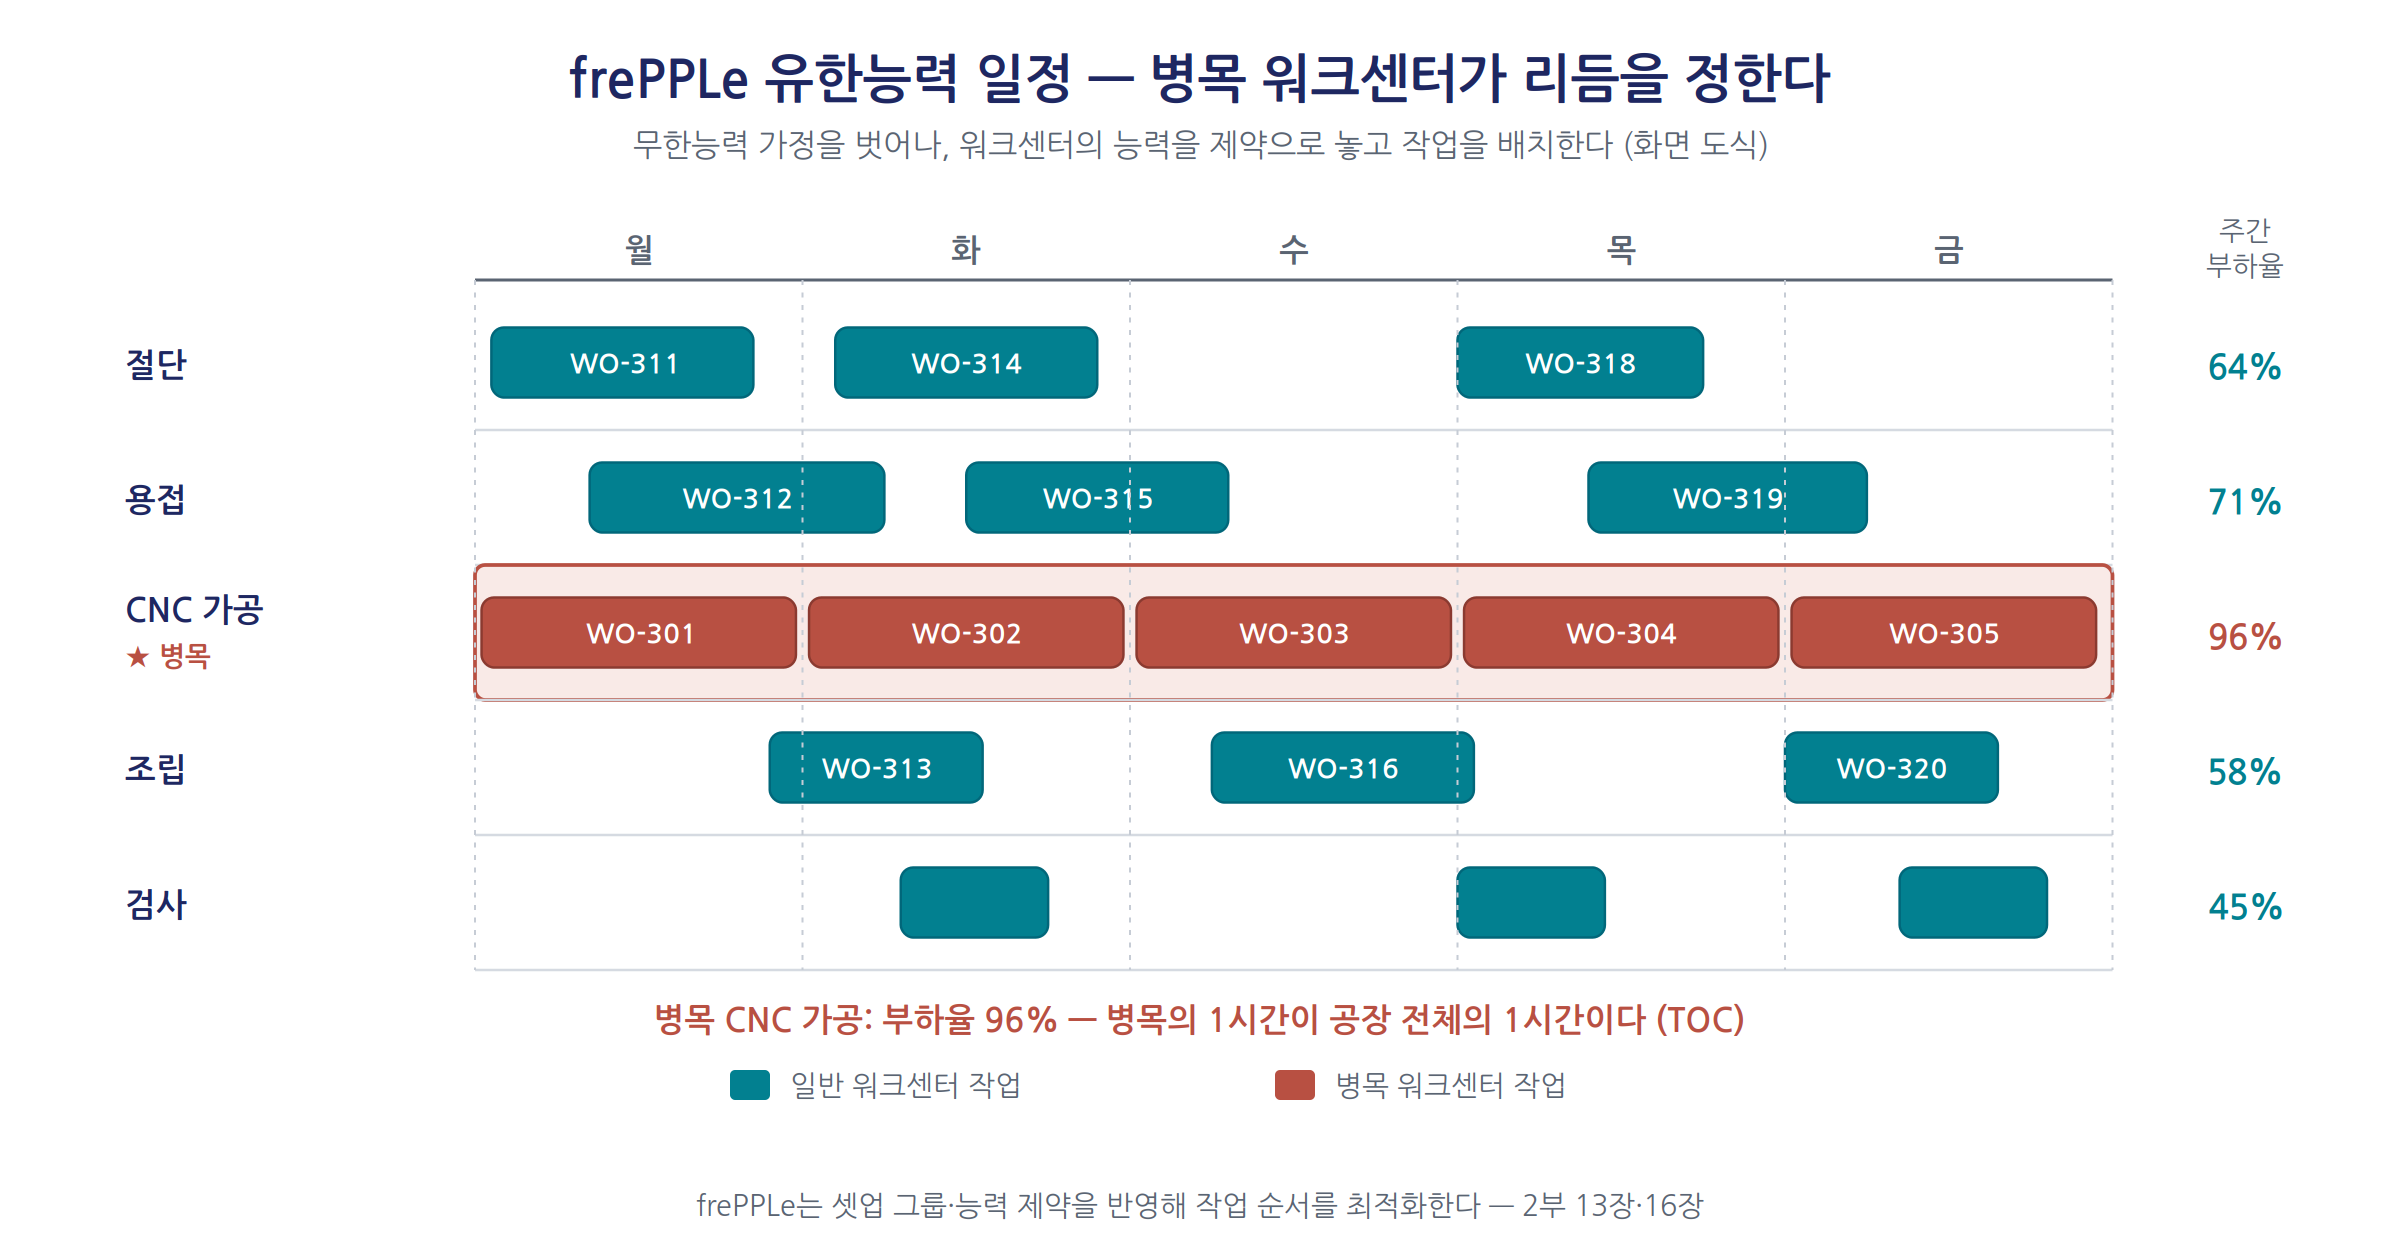 frePPLe 유한능력 일정 — 병목 워크센터가 리듬을 정한다
무한능력 가정을 벗어나, 워크센터의 능력을 제약으로 놓고 작업을 배치한다 (화면 도식)
월 화 수 목 금 주간
부하율
절단 WO-311 WO-314 WO-318 64%
용접 WO-312 WO-315 WO-319 71%
CNC 가공 WO-301 WO-302 WO-303 WO-304 WO-305 96%
★ 병목
조립 WO-313 WO-316 WO-320 58%
검사 45%
병목 CNC 가공: 부하율 96% — 병목의 1시간이 공장 전체의 1시간이다 (TOC)
일반 워크센터 작업 병목 워크센터 작업
frePPLe는 셋업 그룹·능력 제약을 반영해 작업 순서를 최적화한다 — 2부 13장·16장